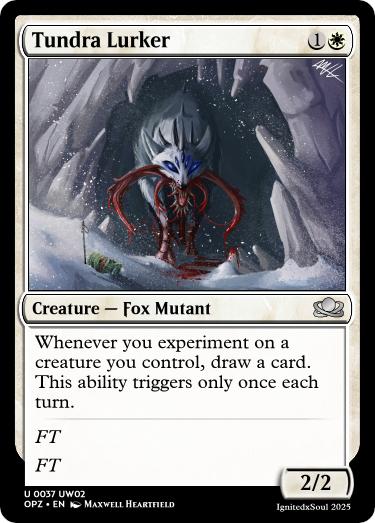 Tundra Lurker
1
Creature — Fox Mutant
Whenever you experiment on a
creature you control, draw a card.
This ability triggers only once each
turn.
FT
FT
2/2
U 0037 UW02
OPZ • EN Maxwell Heartfield
IgnitedxSoul 2025